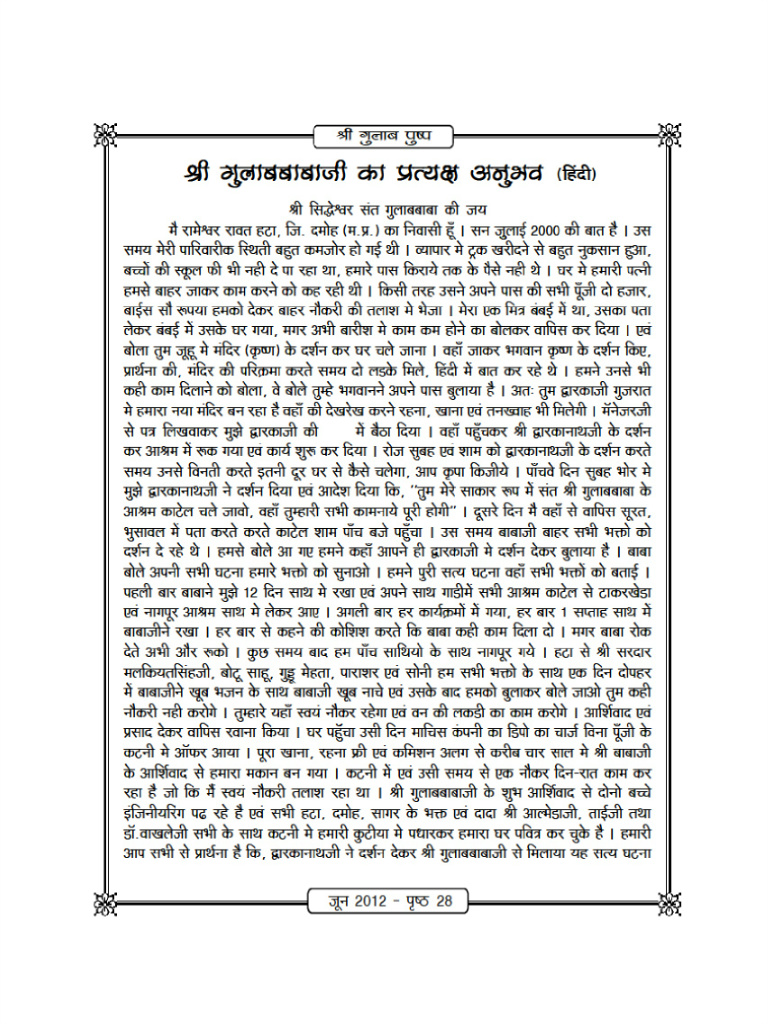 श्री गुलाब पुष्प
श्री गुलाबबाबाजी का प्रत्यक्ष अनुभव (हिंदी)
श्री सिद्धेश्वर संत गुलाबबाबा की जय
मै रामेश्वर रावत हटा, जि. दमोह (म.प्र.) का निवासी हूँ । सन जुलाई 2000 की बात है । उस
समय मेरी पारिवारीक स्थिती बहुत कमजोर हो गई थी । व्यापार मे ट्रक खरीदने से बहुत नुकसान हुआ,
बच्चों की स्कूल फी भी नही दे पा रहा था, हमारे पास किराये तक के पैसे नही थे । घर मे हमारी पत्नी
हमसे बाहर जाकर काम करने को कह रही थी । किसी तरह उसने अपने पास की सभी पूँजी दो हजार,
बाईस सौ रूपया हमको देकर बाहर नौकरी की तलाश मे भेजा । मेरा एक मित्र बंबई में था, उसका पता
लेकर बंबई में उसके घर गया, मगर अभी बारीश मे काम कम होने का बोलकर वापिस कर दिया । एवं
बोला तुम जूहू मे मंदिर (कृष्ण) के दर्शन कर घर चले जाना । वहाँ जाकर भगवान कृष्ण के दर्शन किए,
प्रार्थना की, मंदिर की परिक्रमा करते समय दो लडके मिले, हिंदी में बात कर रहे थे । हमने उनसे भी
कही काम दिलाने को बोला, वे बोले तुम्हे भगवानने अपने पास बुलाया है । अतः तुम द्वारकाजी गुजरात
मे हमारा नया मंदिर बन रहा है वहाँ की देखरेख करने रहना, खाना एवं तनख्वाह भी मिलेगी । मॅनेजरजी
से पत्र लिखवाकर मुझे द्वारकाजी की में बैठा दिया । वहाँ पहुँचकर श्री द्वारकानाथजी के दर्शन
कर आश्रम में रूक गया एवं कार्य शुरू कर दिया । रोज सुबह एवं शाम को द्वारकाजी के दर्शन करते
समय उनसे विनती करते इतनी दूर घर से कैसे चलेगा, आप कृपा किजीये । पाँचवे दिन सुबह भोर मे
मुझे द्वारकानाथजी ने दर्शन दिया एवं आदेश दिया कि, ‘‘तुम मेरे साकार रूप में संत श्री गुलाबबाबा के
आश्रम काटेल चले जावो, वहाँ तुम्हारी सभी कामनाये पूरी होगी’’ । दूसरे दिन मै वहाँ से वापिस सूरत,
भुसावल में पता करते करते काटेल शाम पाँच बजे पहुँचा । उस समय बाबाजी बाहर सभी भक्तो को
दर्शन दे रहे थे । हमसे बोले आ गए हमने कहाँ आपने ही द्वारकाजी मे दर्शन देकर बुलाया है । बाबा
बोले अपनी सभी घटना हमारे भक्तो को सुनाओ । हमने पुरी सत्य घटना वहाँ सभी भक्तों को बताई ।
पहली बार बाबाने मुझे 12 दिन साथ मे रखा एवं अपने साथ गाडीमें सभी आश्रम काटेल से टाकरखेडा
एवं नागपूर आश्रम साथ मे लेकर आए । अगली बार हर कार्यक्रमों में गया, हर बार 1 सप्ताह साथ में
बाबाजीने रखा । हर बार से कहने की कोशिश करते कि बाबा कही काम दिला दो । मगर बाबा रोक
देते अभी और रूको । कुछ समय बाद हम पाँच साथियो के साथ नागपूर गये । हटा से श्री सरदार
मलकियतसिंहजी, बोटू साहू, गुड्डू मेहता, पाराशर एवं सोनी हम सभी भक्तो के साथ एक दिन दोपहर
में बाबाजीने खूब भजन के साथ बाबाजी खूब नाचे एवं उसके बाद हमको बुलाकर बोले जाओ तुम कही
नौकरी नही करोगे । तुम्हारे यहाँ स्वयं नौकर रहेगा एवं वन की लकडी का काम करोगे । आर्शिवाद एवं
प्रसाद देकर वापिस रवाना किया । घर पहुँचा उसी दिन माचिस कंपनी का डिपो का चार्ज विना पूँजी के
कटनी मे ऑफर आया । पूरा खाना, रहना फ्री एवं कमिशन अलग से करीब चार साल मे श्री बाबाजी
के आर्शिवाद से हमारा मकान बन गया । कटनी में एवं उसी समय से एक नौकर दिन-रात काम कर
रहा है जो कि मैं स्वयं नौकरी तलाश रहा था । श्री गुलाबबाबाजी के शुभ आर्शिवाद से दोनो बच्चे
इंजिनीयरिंग पढ रहे है एवं सभी हटा, दमोह, सागर के भक्त एवं दादा श्री आत्मेडाजी, ताईजी तथा
डॉ.वाखलेजी सभी के साथ कटनी मे हमारी कुटीया मे पधारकर हमारा घर पवित्र कर चुके है । हमारी
आप सभी से प्रार्थना है कि, द्वारकानाथजी ने दर्शन देकर श्री गुलाबबाबाजी से मिलाया यह सत्य घटना
जून 2012 - पृष्ठ 28